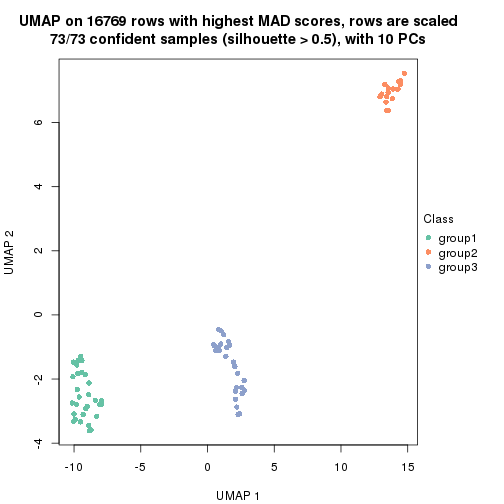 UMAP on 16769 rows with highest MAD scores, rows are scaled
73/73 confident samples (silhouette > 0.5), with 10 PCs
6
4
2
0
-2
-4
UMAP 2
-10
-5
0
5
10
15
UMAP 1
Class
group1
group2
group3